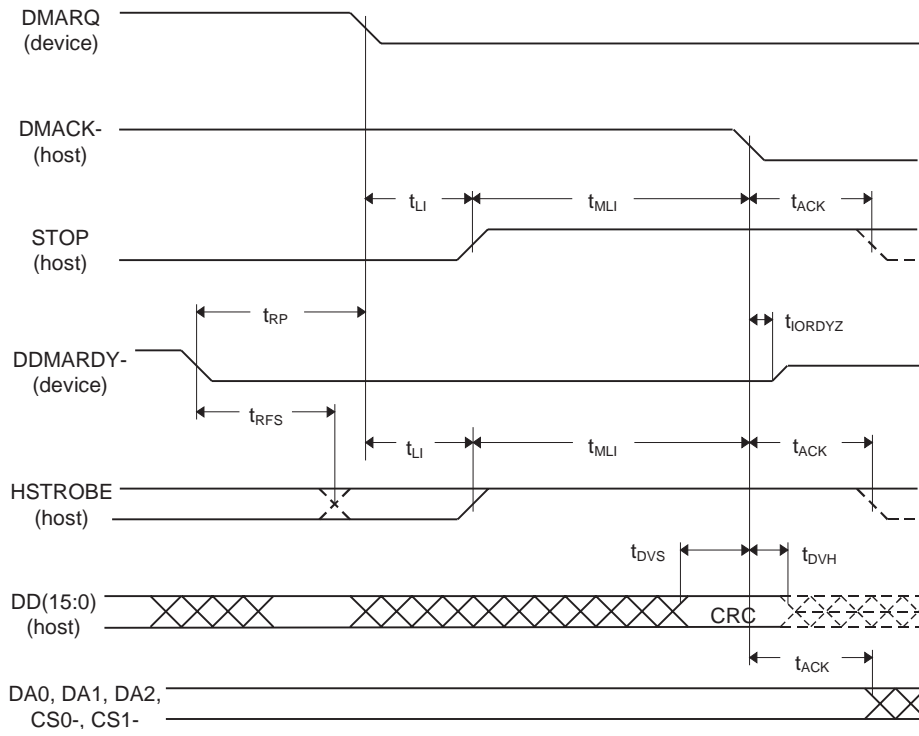 DMARQ
(device)
DMACK-
(host)
tLI
tMLI
tACK
STOP
(host)
tRP
tIORDYZ
DDMARDY-
(device)
tRFS
tLI
tMLI
tACK
HSTROBE
(host)
tDVS
tDVH
DD(15:0)
(host)
CRC
tACK
DA0, DA1, DA2,
CS0-, CS1-